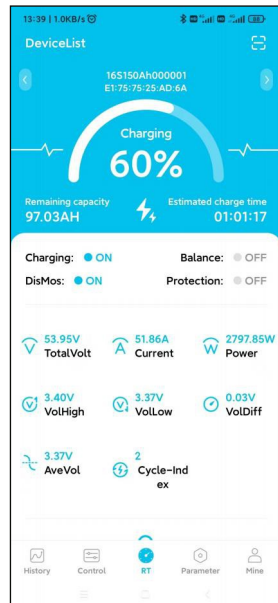 13:39 | 1.0KB/s
DeviceList
16S150Ah000001
E1:75:75:25:AD:6A
Charging
60%
Remaining capacity
97.03AH
Estimated charge time
01:01:17
Charging: ON
Balance: OFF
DisMos: ON
Protection: OFF
V 53.95V
TotalVolt
A 51.86A
Current
W 2797.85W
Power
V 3.40V
VolHigh
V 3.37V
VolLow
0.03V
VolDiff
3.37V
AveVol
2
Cycle-Ind
ex
History
Control
RT
Parameter
Mine